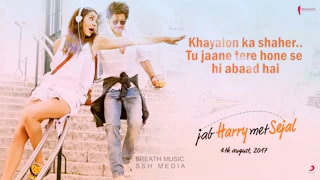 Khayalon ka shaher..
Tu jaane tere hone se
hi abaad hai
jab Harry met Sejal
4th august, 2017
BREATH MUSIC
SSH MEDIA